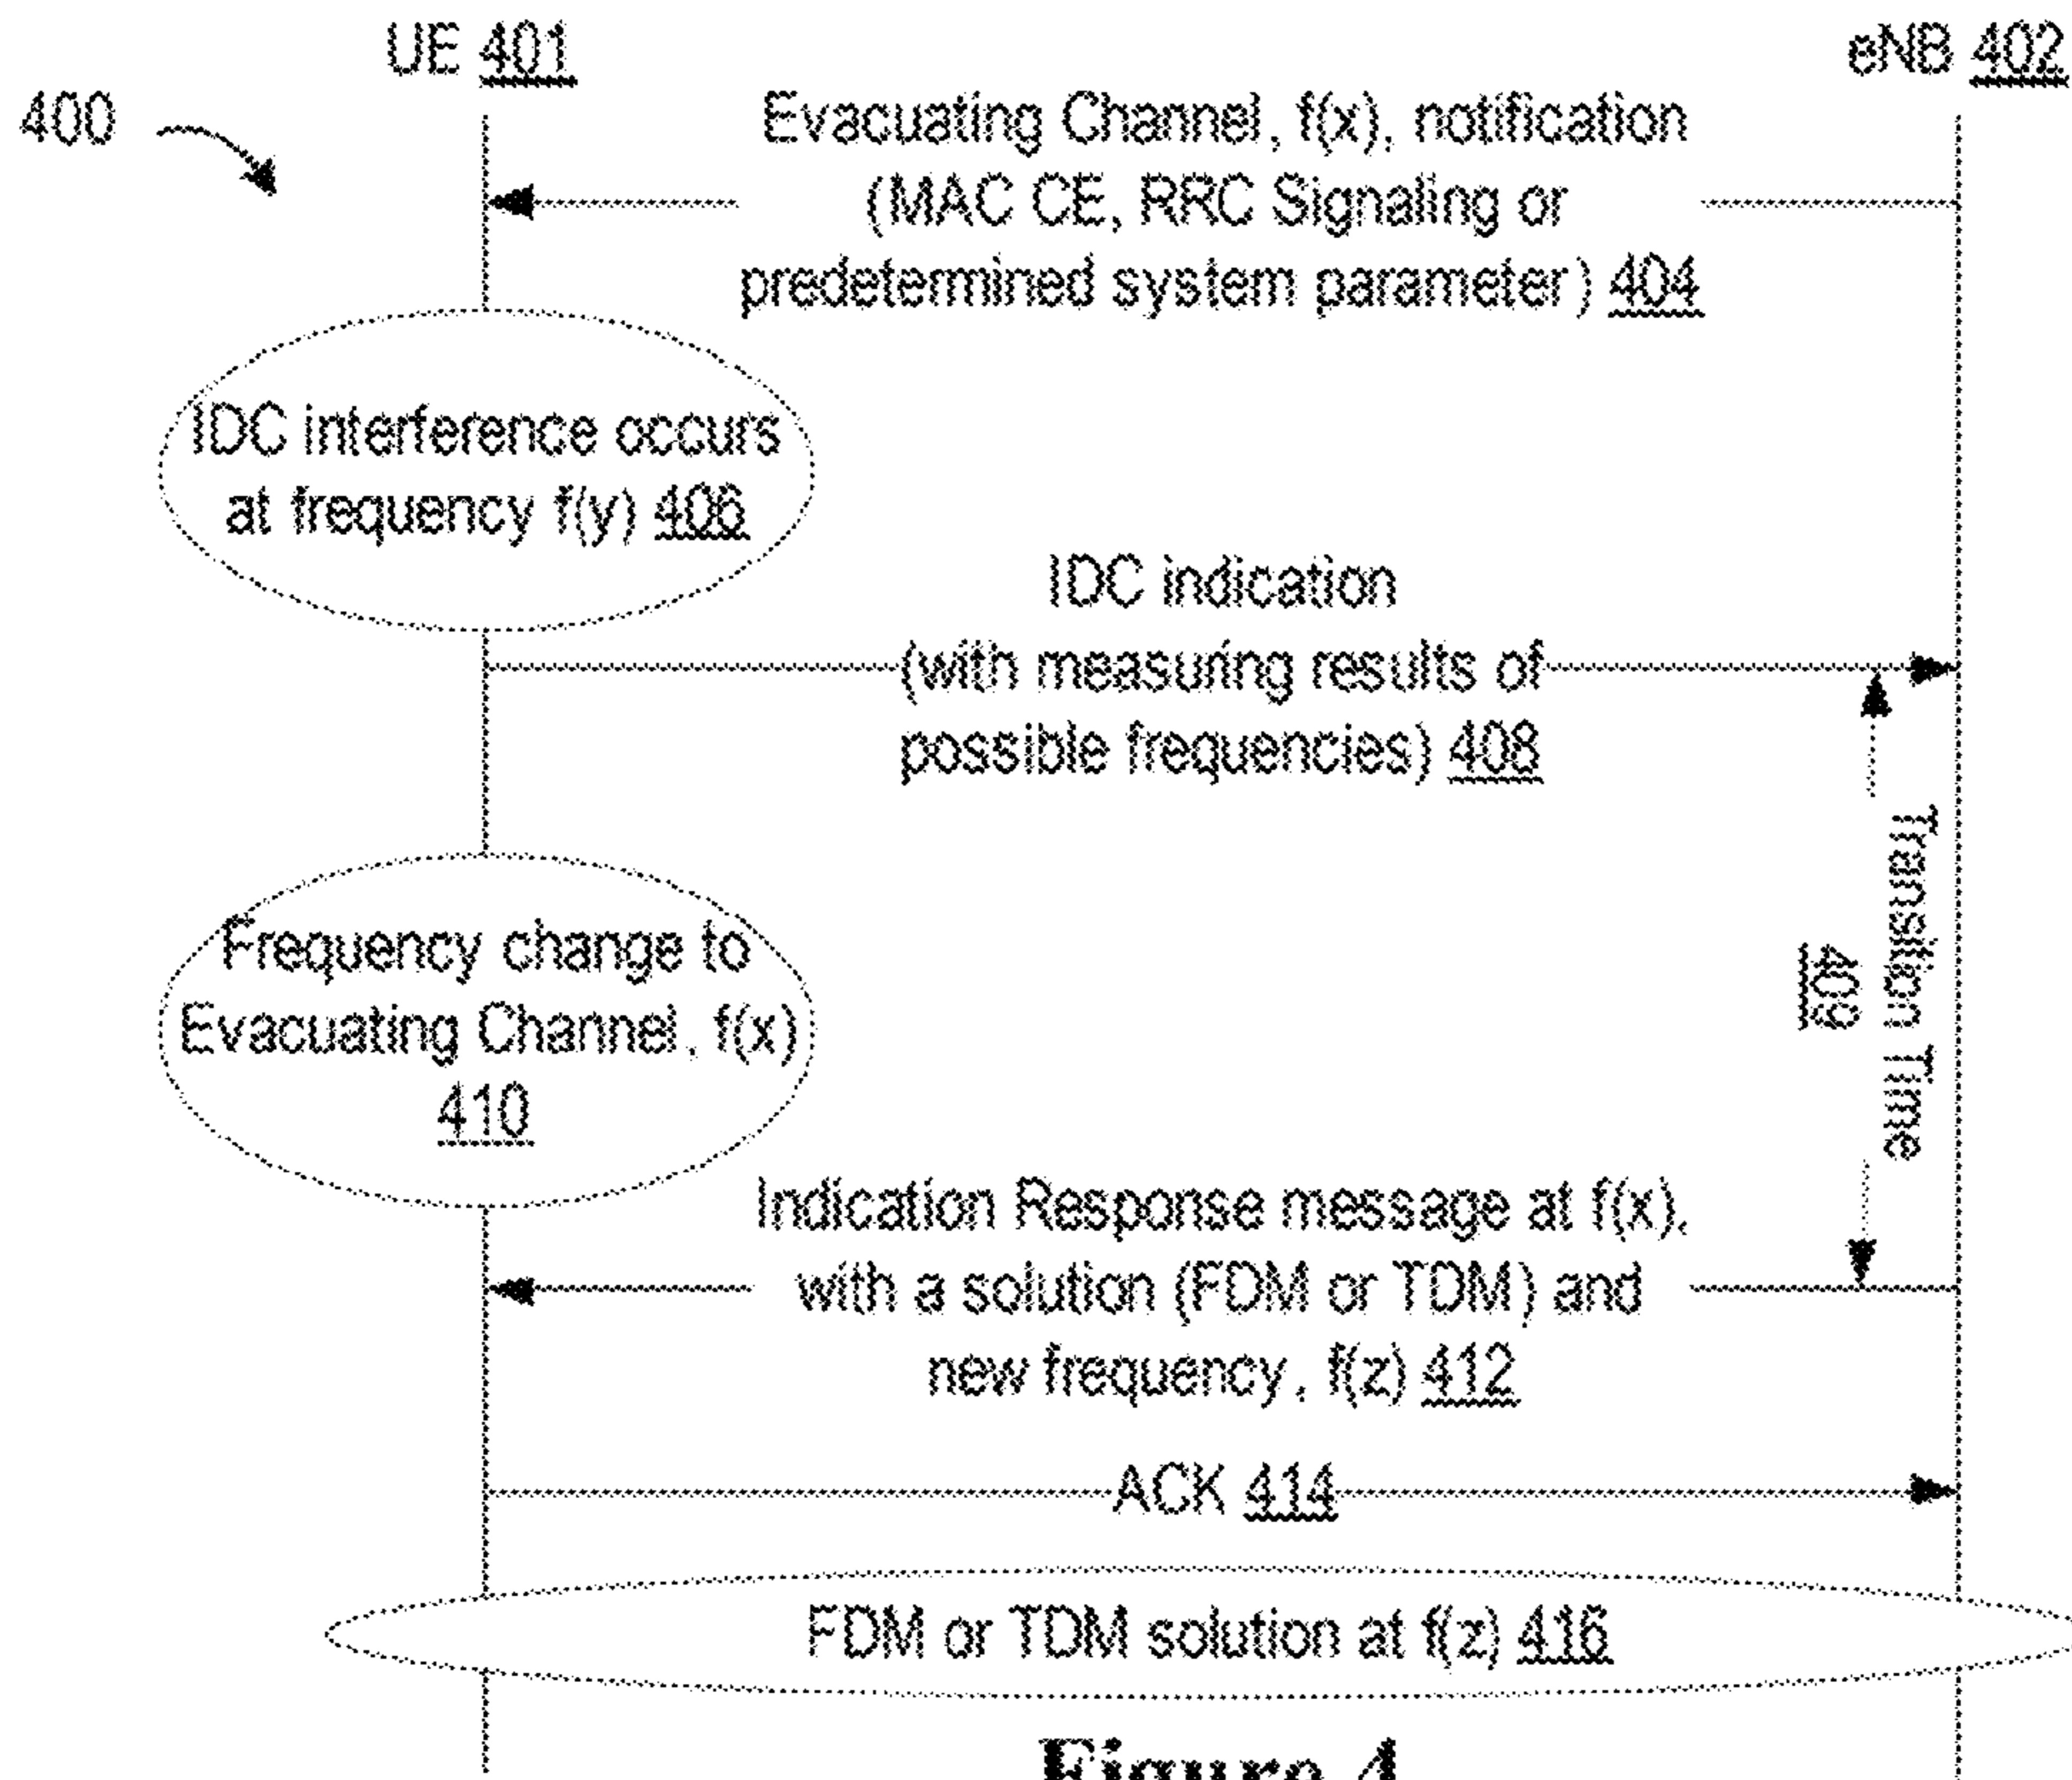 UE 401
eNB 402
400
Evacuating Channel, f(x), notification
(MAC CE, RRC Signaling or
predetermined system parameter) 404
IDC interference occurs
at frequency f(y) 406
IDC indication
(with measuring results of
possible frequencies) 408
Transition Time
409
Frequency change to
Evacuating Channel, f(x)
410
Indication Response message at f(x),
with a solution (FDM or TDM) and
new frequency, f(z) 412
ACK 414
FDM or TDM solution at f(z) 416
Figure 4